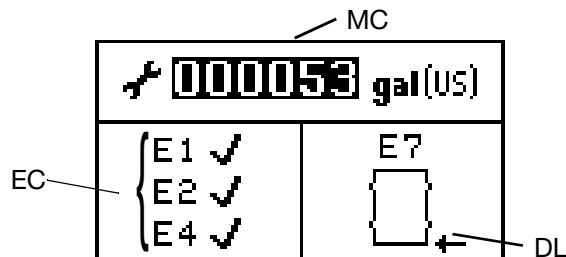 MC
000053 gal(US)
E1 ✓ E7
EC E2 ✓
E4 ✓
DL